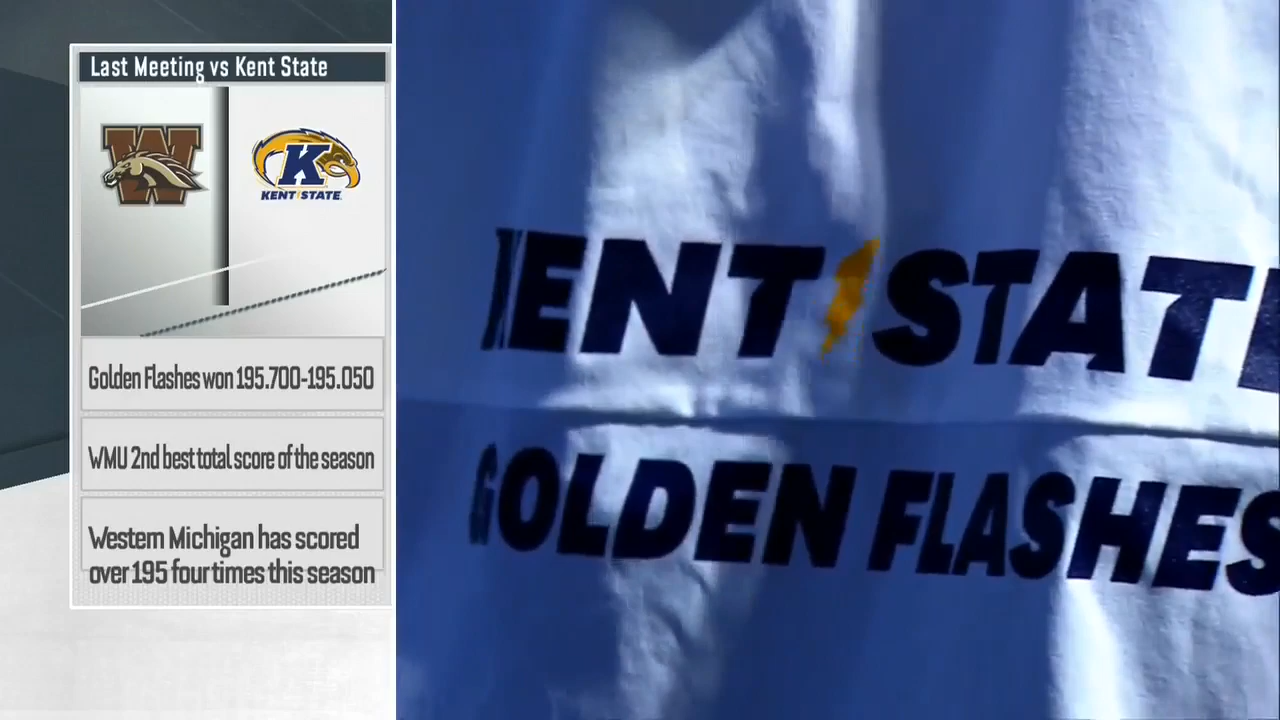 Last Meeting vs Kent State
W
K
KENT STATE
Golden Flashes won 195.700-195.050
WMU 2nd best total score of the season
Western Michigan has scored
over 195 four times this season
KENT STATE
GOLDEN FLASHES